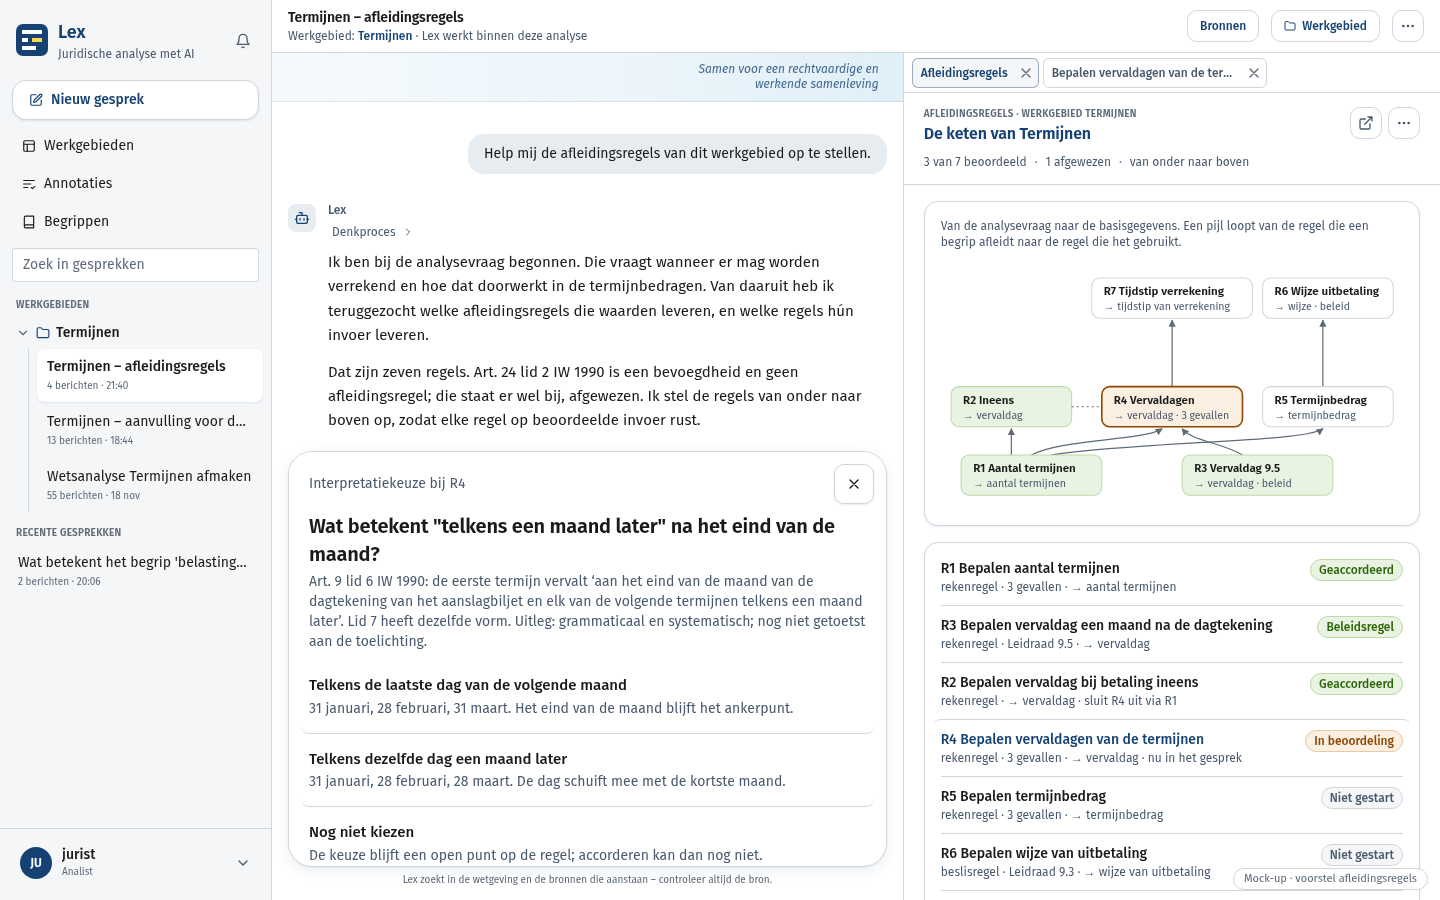 Lex
Juridische analyse met AI
Nieuw gesprek
Werkgebieden
Annotaties
Begrippen
Zoek in gesprekken
WERKGEBIEDEN
Termijnen
Termijnen – afleidingsregels
4 berichten · 21:40
Termijnen – aanvulling voor d...
13 berichten · 18:44
Wetsanalyse Termijnen afmaken
55 berichten · 18 nov
RECENTE GESPREKKEN
Wat betekent het begrip 'belasting...
2 berichten · 20:06
JU
jurist
Analist
Termijnen – afleidingsregels
Werkgebied: Termijnen · Lex werkt binnen deze analyse
Bronnen
Werkgebied
Samen voor een rechtvaardige en
werkende samenleving
Help mij de afleidingsregels van dit werkgebied op te stellen.
Lex
Denkproces
Ik ben bij de analysevraag begonnen. Die vraagt wanneer er mag worden
verrekend en hoe dat doorwerkt in de termijnbedragen. Van daaruit heb ik
teruggezocht welke afleidingsregels die waarden leveren, en welke regels hún
invoer leveren.
Dat zijn zeven regels. Art. 24 lid 2 IW 1990 is een bevoegdheid en geen
afleidingsregel; die staat er wel bij, afgewezen. Ik stel de regels van onder naar
boven op, zodat elke regel op beoordeelde invoer rust.
Interpretatiekeuze bij R4
Wat betekent "telkens een maand later" na het eind van de
maand?
Art. 9 lid 6 IW 1990: de eerste termijn vervalt ‘aan het eind van de maand van de
dagtekening van het aanslagbiljet en elk van de volgende termijnen telkens een maand
later’. Lid 7 heeft dezelfde vorm. Uitleg: grammaticaal en systematisch; nog niet getoetst
aan de toelichting.
Telkens de laatste dag van de volgende maand
31 januari, 28 februari, 31 maart. Het eind van de maand blijft het ankerpunt.
Telkens dezelfde dag een maand later
31 januari, 28 februari, 28 maart. De dag schuift mee met de kortste maand.
Nog niet kiezen
De keuze blijft een open punt op de regel; accorderen kan dan nog niet.
Lex zoekt in de wetgeving en de bronnen die aanstaan – controleer altijd de bron.
Afleidingsregels
Bepalen vervaldagen van de ter...
AFLEIDINGSREGELS · WERKGEBIED TERMIJNEN
De keten van Termijnen
3 van 7 beoordeeld · 1 afgewezen · van onder naar boven
Van de analysevraag naar de basisgegevens. Een pijl loopt van de regel die een
begrip afleidt naar de regel die het gebruikt.
R7 Tijdstip verrekening
→ tijdstip van verrekening
R6 Wijze uitbetaling
→ wijze · beleid
R2 Ineens
→ vervaldag
R4 Vervaldagen
→ vervaldag · 3 gevallen
R5 Termijnbedrag
→ termijnbedrag
R1 Aantal termijnen
→ aantal termijnen
R3 Vervaldag 9.5
→ vervaldag · beleid
R1 Bepalen aantal termijnen
rekenregel · 3 gevallen · → aantal termijnen
Geaccordeerd
R3 Bepalen vervaldag een maand na de dagtekening
rekenregel · Leidraad 9.5 · → vervaldag
Beleidsregel
R2 Bepalen vervaldag bij betaling ineens
rekenregel · → vervaldag · sluit R4 uit via R1
Geaccordeerd
R4 Bepalen vervaldagen van de termijnen
rekenregel · 3 gevallen · → vervaldag · nu in het gesprek
In beoordeling
R5 Bepalen termijnbedrag
rekenregel · 3 gevallen · → termijnbedrag
Niet gestart
R6 Bepalen wijze van uitbetaling
beslisregel · Leidraad 9.3 · → wijze van uitbetaling
Niet gestart
Mock-up · voorstel afleidingsregels